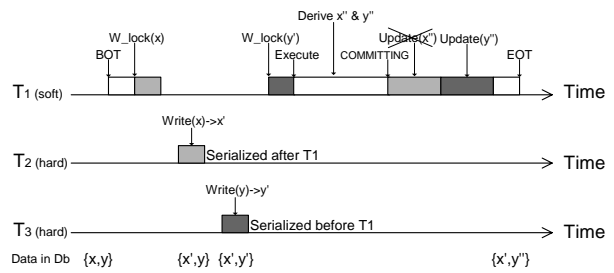 Derive x'' & y''
W_lock(x) W_lock(y') Update(x'') Update(y'')
BOT Execute COMMITTING EOT
T1 (soft) Time
Write(x)->x'
T2 (hard) Serialized after T1 Time
Write(y)->y'
T3 (hard) Serialized before T1 Time
Data in Db {x,y} {x',y} {x',y'} {x',y''}